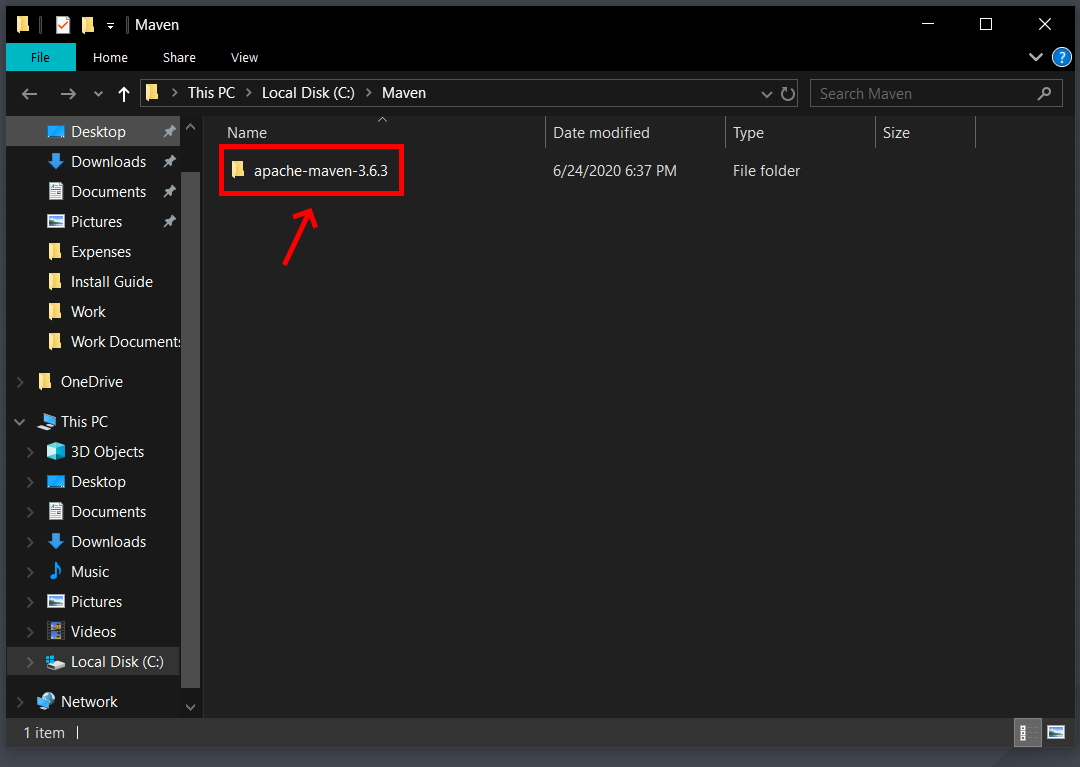 Maven
File Home Share View
?
This PC Local Disk (C:) Maven
Search Maven
Name Date modified Type Size
apache-maven-3.6.3 6/24/2020 6:37 PM File folder
Desktop
Downloads
Documents
Pictures
Expenses
Install Guide
Work
Work Documents
OneDrive
This PC
3D Objects
Desktop
Documents
Downloads
Music
Pictures
Videos
Local Disk (C:)
Network
1 item